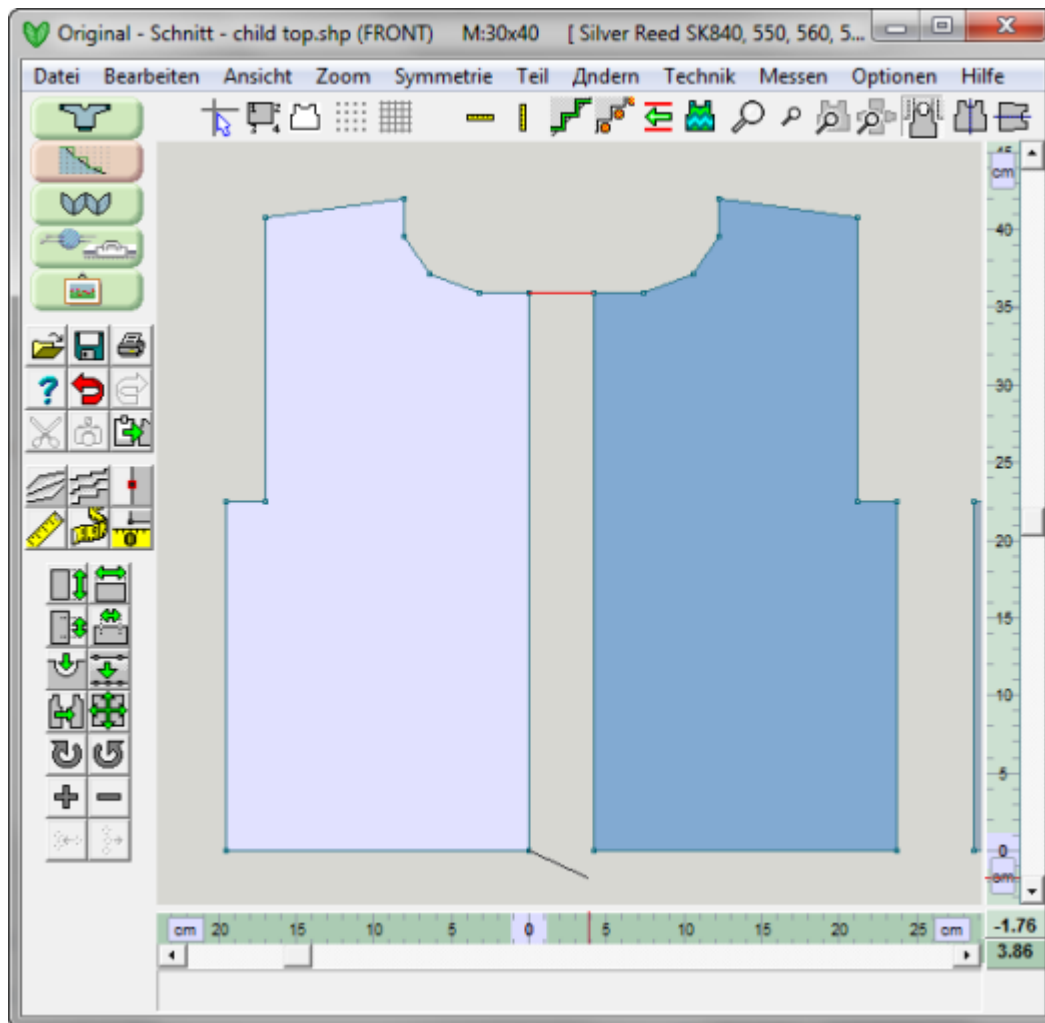 Original - Schnitt - child top.shp (FRONT) M:30x40 [ Silver Reed SK840, 550, 560, 5...
Datei Bearbeiten Ansicht Zoom Symmetrie Teil Дndern Technik Messen Optionen Hilfe
45
cm
40
35
30
25
20
15
10
5
0
cm
cm 20 15 10 5 0 5 10 15 20 25 cm
-1.76
3.86